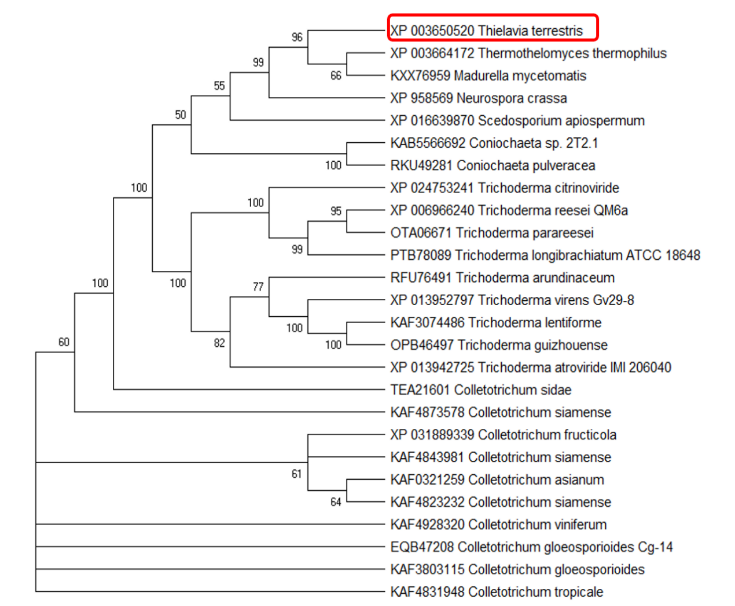 XP 003650520 Thielavia terrestris
96
XP 003664172 Thermothelomyces thermophilus
99
66
KXX76959 Madurella mycetomatis
55
XP 958569 Neurospora crassa
50
XP 016639870 Scedosporium apiospermum
KAB5566692 Coniochaeta sp. 2T2.1
100
RKU49281 Coniochaeta pulveracea
100
XP 024753241 Trichoderma citrinoviride
100
95
XP 006966240 Trichoderma reesei QM6a
OTA06671 Trichoderma parareesei
99
PTB78089 Trichoderma longibrachiatum ATCC 18648
100
100
RFU76491 Trichoderma arundinaceum
77
XP 013952797 Trichoderma virens Gv29-8
100
KAF3074486 Trichoderma lentiforme
82
100
OPB46497 Trichoderma guizhouense
60
XP 013942725 Trichoderma atroviride IMI 206040
TEA21601 Colletotrichum sidae
KAF4873578 Colletotrichum siamense
XP 031889339 Colletotrichum fructicola
KAF4843981 Colletotrichum siamense
61
KAF0321259 Colletotrichum asianum
64
KAF4823232 Colletotrichum siamense
KAF4928320 Colletotrichum viniferum
EQB47208 Colletotrichum gloeosporioides Cg-14
KAF3803115 Colletotrichum gloeosporioides
KAF4831948 Colletotrichum tropicale